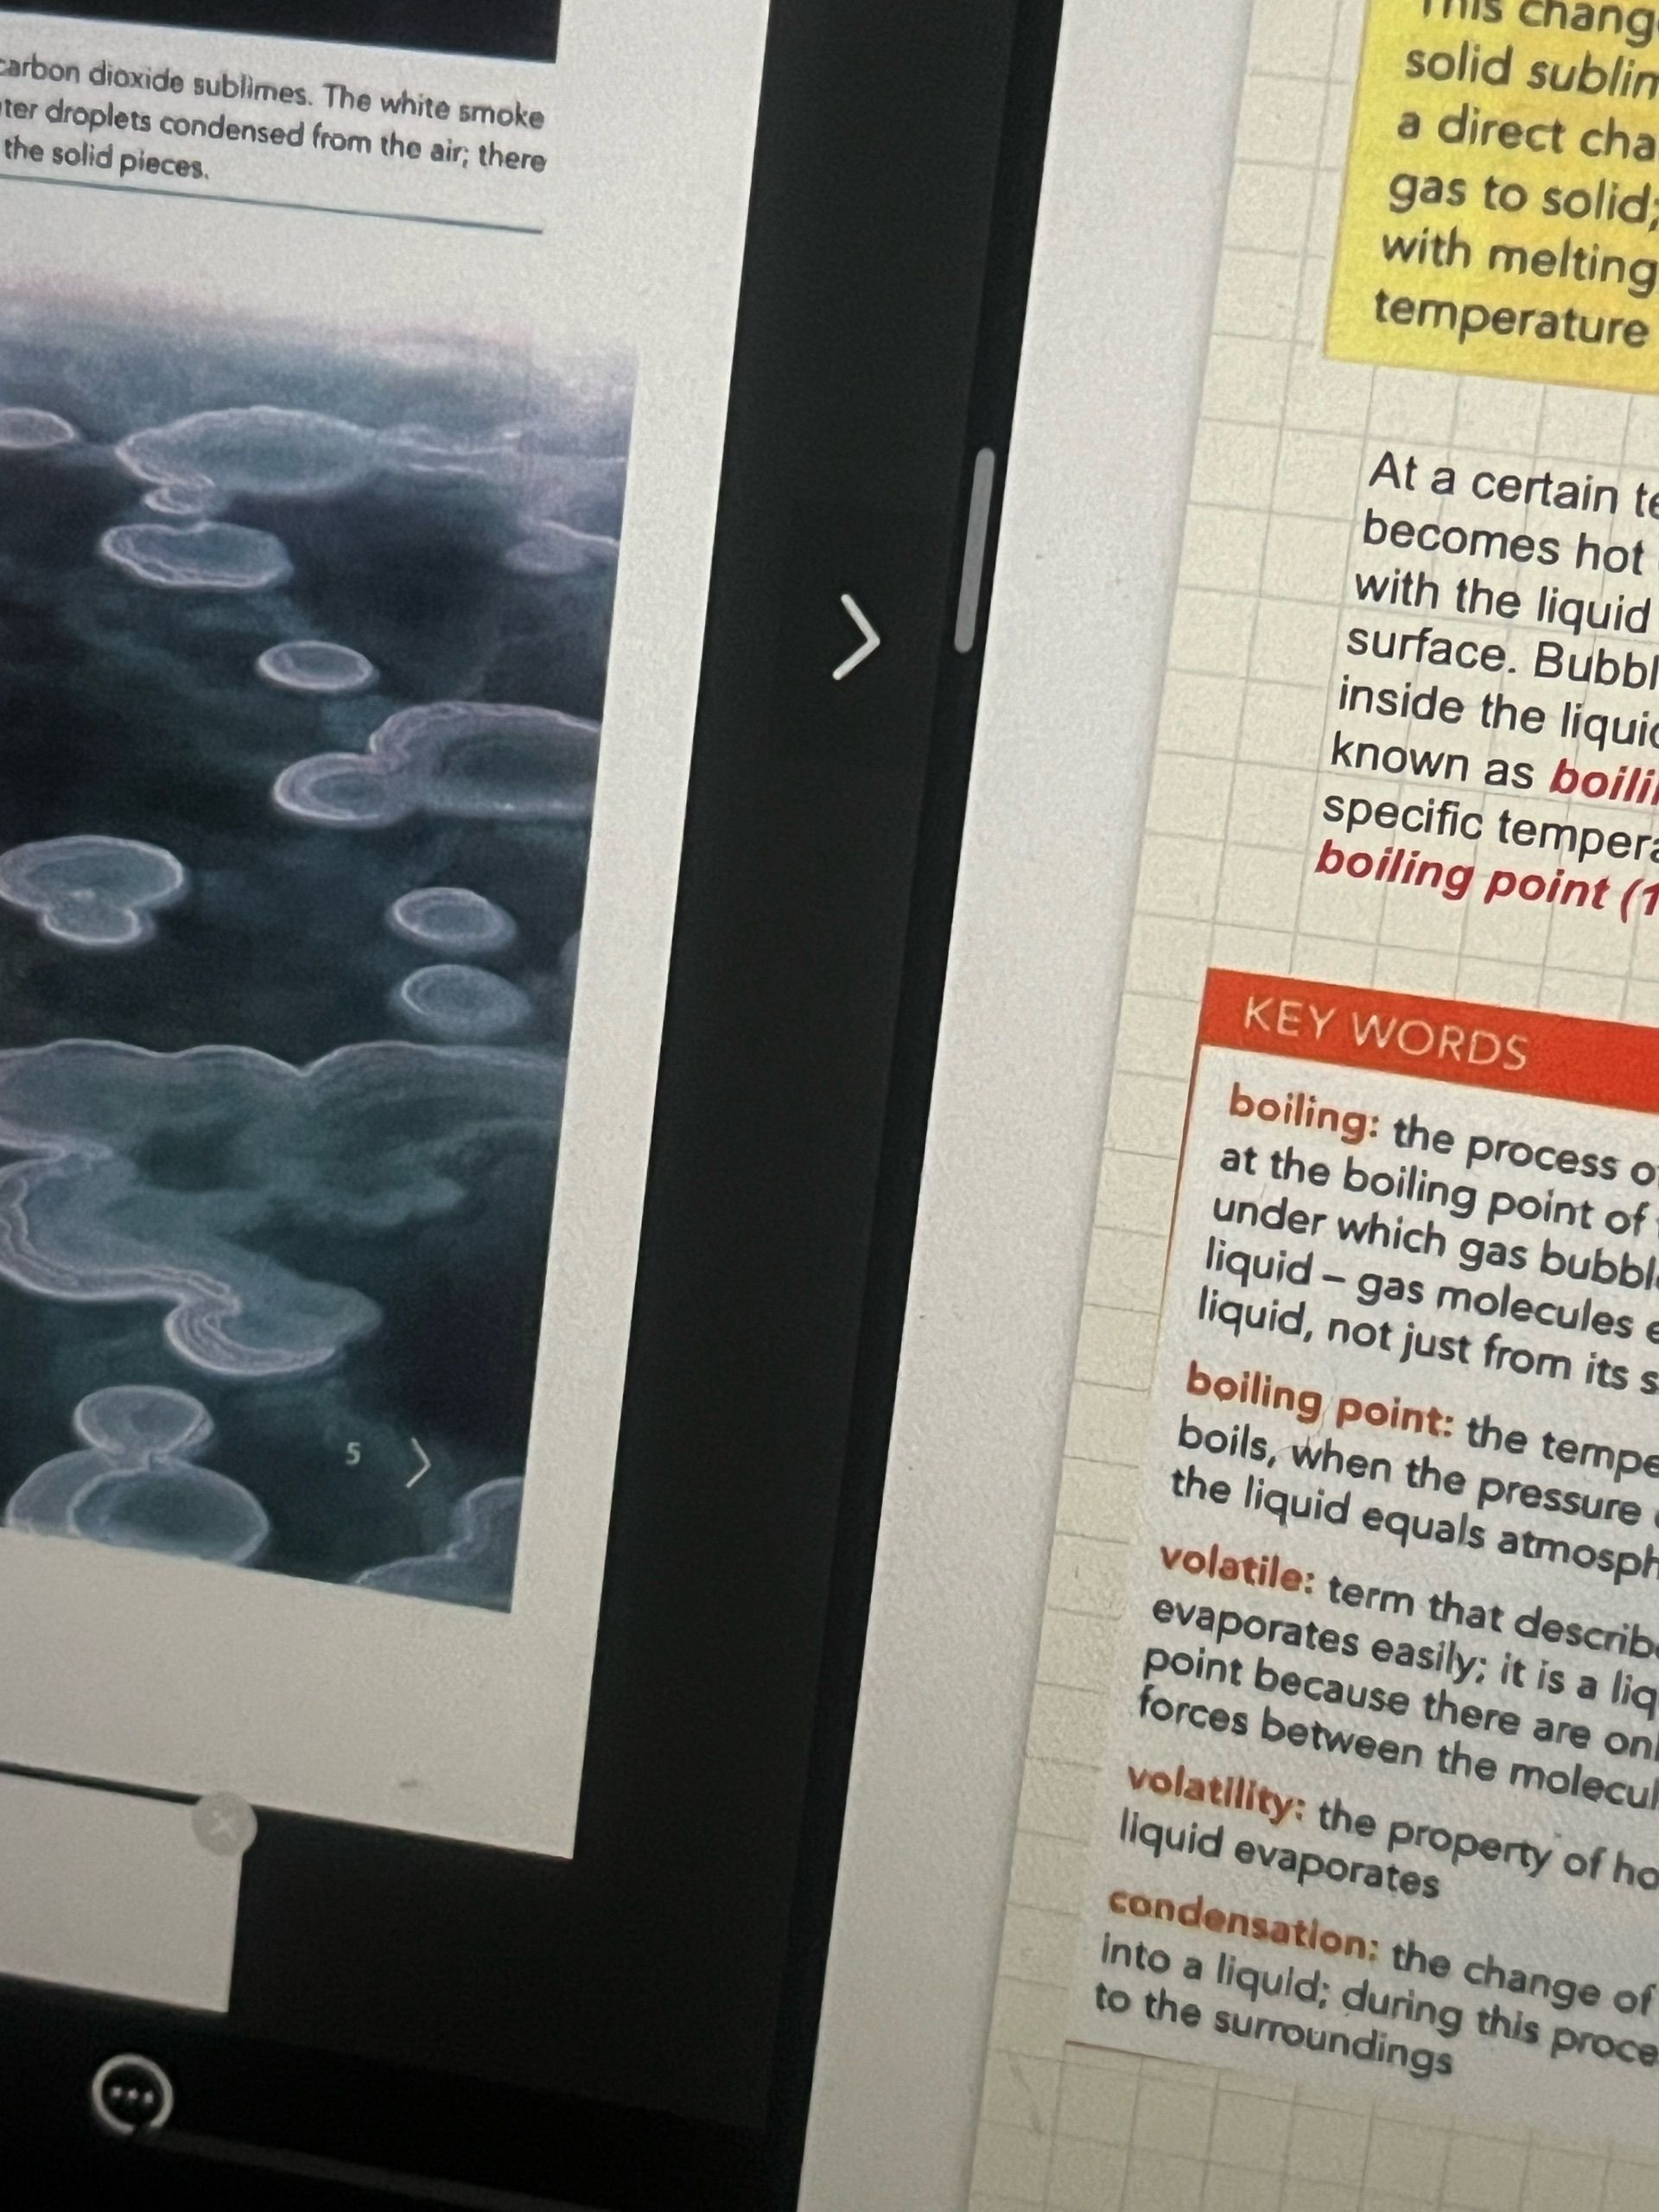 carbon dioxide sublimes. The white smoke
ter droplets condensed from the air; there
the solid pieces.
5
This chang
solid sublim
a direct cha
gas to solid;
with melting
temperature
At a certain te
becomes hot
with the liquid
surface. Bubbl
inside the liquid
known as boili
specific tempera
boiling point (1
KEY WORDS
boiling: the process of
at the boiling point of
under which gas bubbl
liquid – gas molecules e
liquid, not just from its s
boiling point: the tempe
boils, when the pressure
the liquid equals atmosph
volatile: term that describ
evaporates easily; it is a liq
point because there are onl
forces between the molecul
volatility: the property of ho
liquid evaporates
condensation: the change of
into a liquid; during this proce
to the surroundings